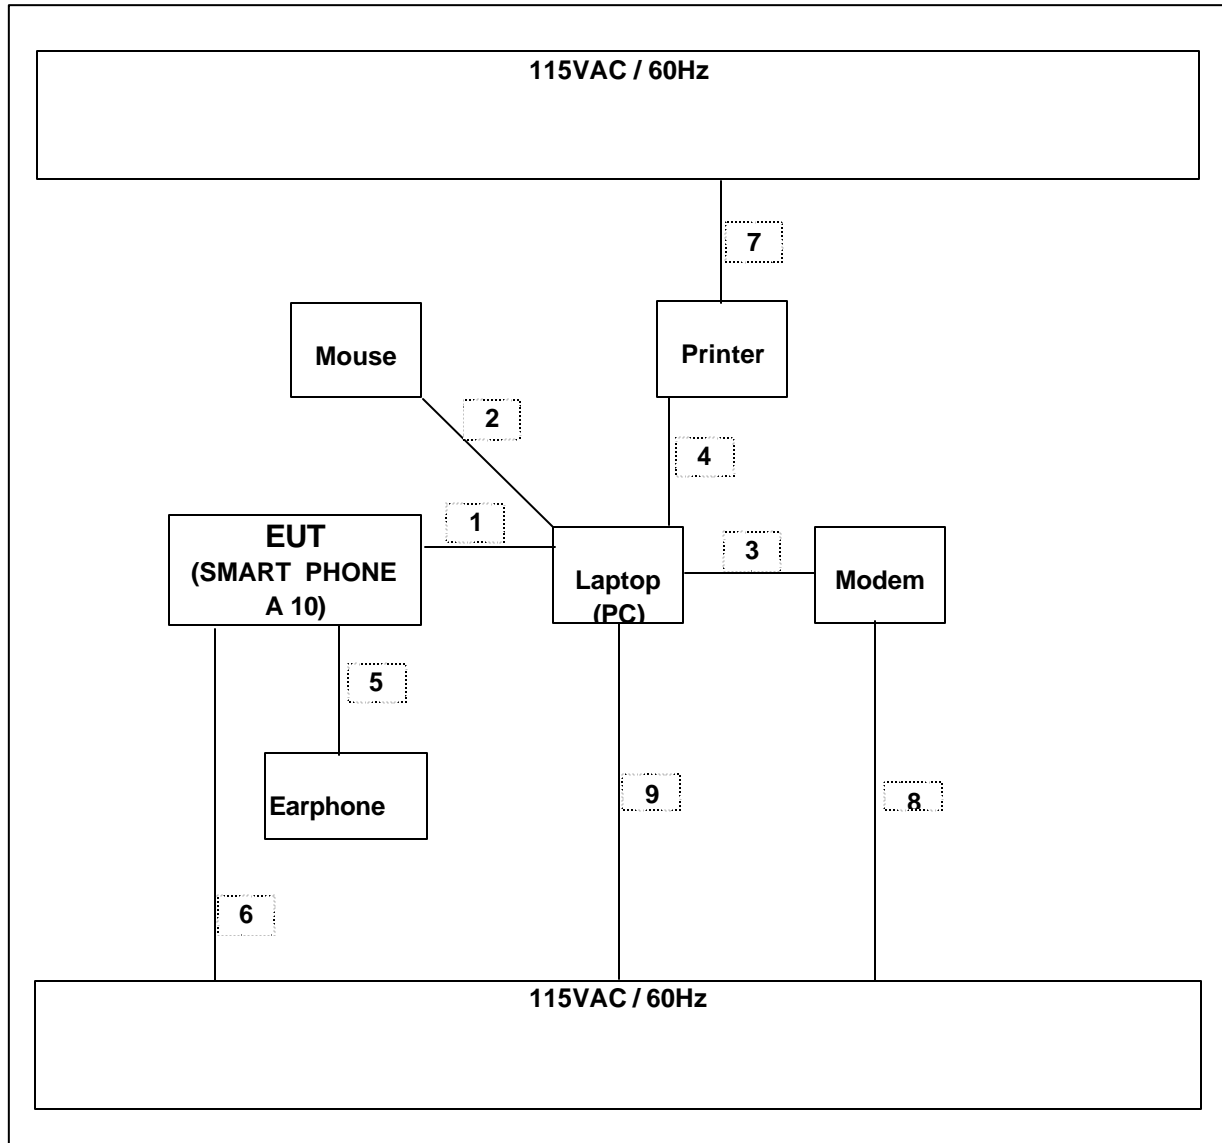 115VAC / 60Hz
7
Mouse
Printer
2
4
1
EUT
(SMART PHONE
A 10)
3
Laptop
(PC)
Modem
5
Earphone
9
8
6
115VAC / 60Hz